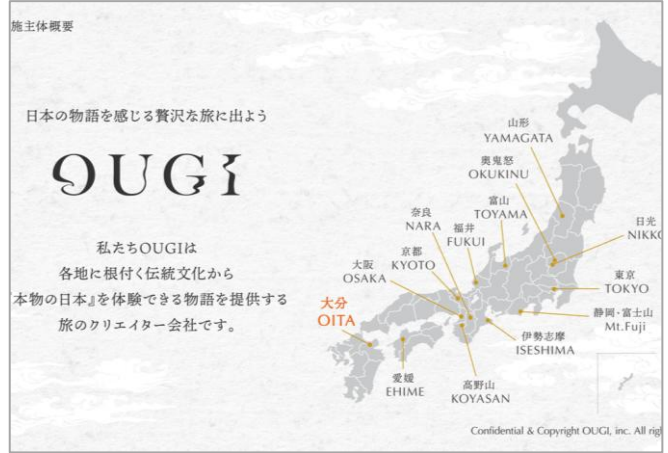 施主体概要
日本の物語を感じる贅沢な旅に出よう
OUGI
私たちOUGIは
各地に根付く伝統文化から
本物の日本』を体験できる物語を提供する
旅のクリエイター会社です。
山形
YAMAGATA
奥鬼怒
OKUKINU
富山
TOYAMA
奈良
NARA
福井
FUKUI
日光
NIKKO
京都
KYOTO
大阪
OSAKA
東京
TOKYO
大分
OITA
静岡・富士山
Mt.Fuji
伊勢志摩
ISESHIMA
愛媛
EHIME
高野山
KOYASAN
Confidential & Copyright OUGI, inc. All